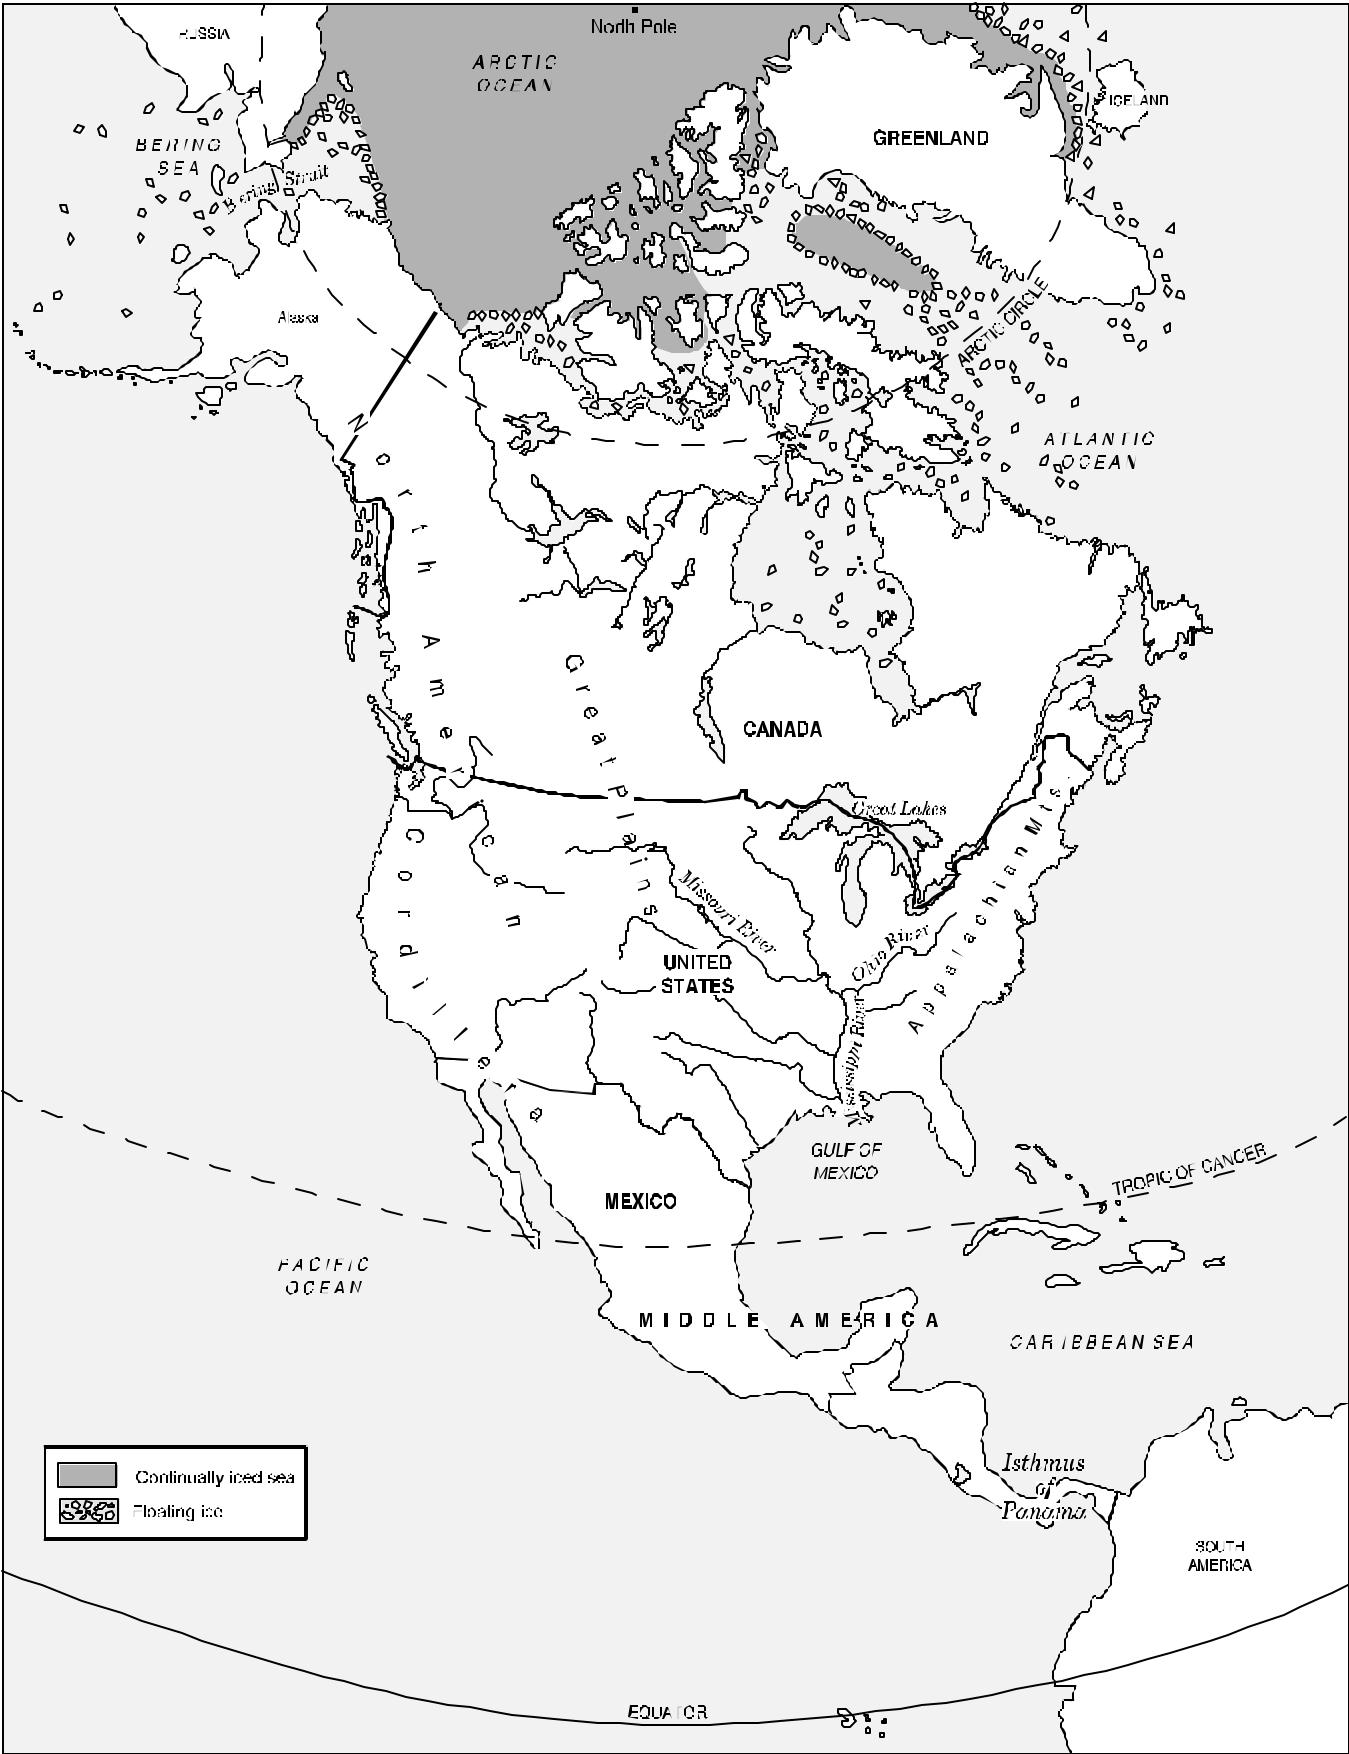 North Pole
RUSSIA
ARCTIC
OCEAN
ICELAND
GREENLAND
BERING
SEA
Bering Strait
Alaska
ARCTIC CIRCLE
ATLANTIC
OCEAN
North American Cordillera
Great Plains
CANADA
Great Lakes
Appalachian Mts.
Missouri River
Ohio River
UNITED
STATES
Mississippi River
GULF OF
MEXICO
TROPIC OF CANCER
MEXICO
PACIFIC
OCEAN
MIDDLE AMERICA
CARIBBEAN SEA
Isthmus
of
Panama
Continually iced sea
Floating ice
SOUTH
AMERICA
EQUATOR